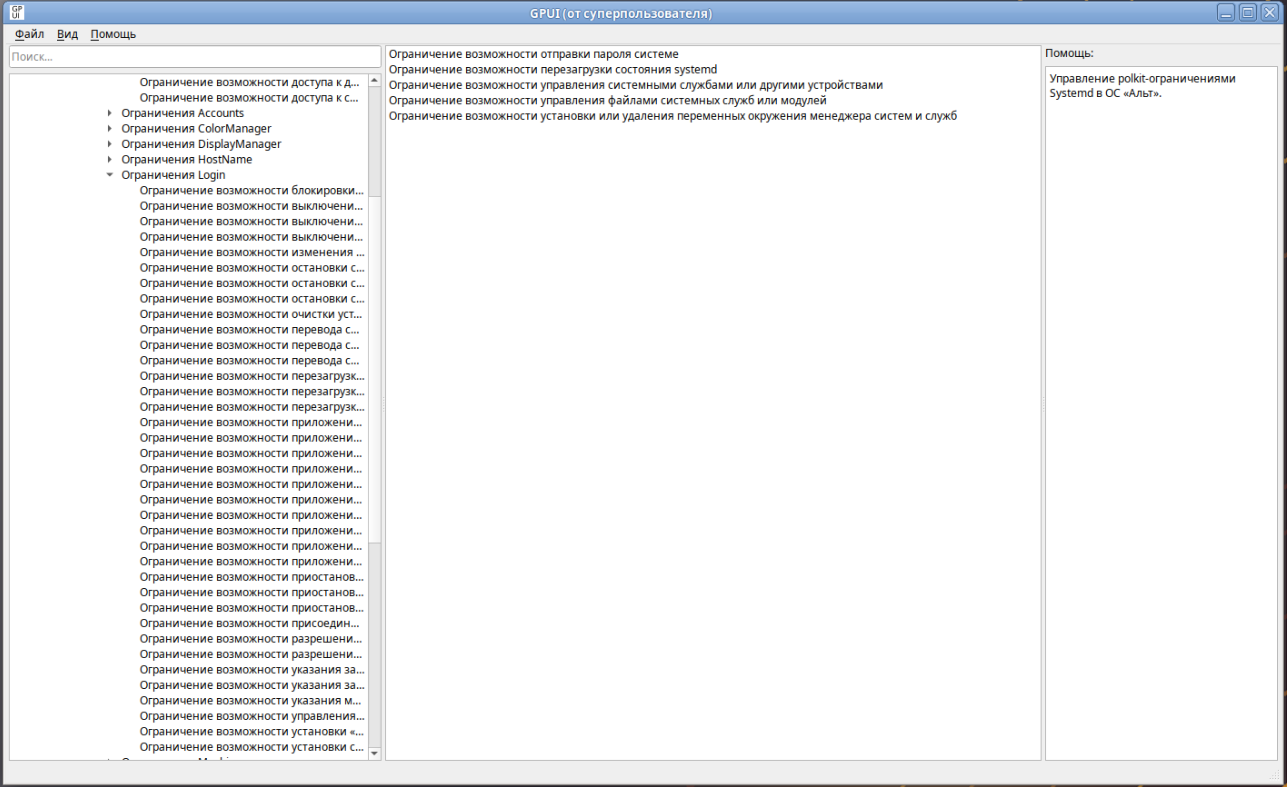 GP
UI
GPUI (от суперпользователя)
Файл Вид Помощь
Поиск...
Ограничение возможности доступа к д...
Ограничение возможности доступа к с...
Ограничения Accounts
Ограничения ColorManager
Ограничения DisplayManager
Ограничения HostName
Ограничения Login
Ограничение возможности блокировки...
Ограничение возможности выключени...
Ограничение возможности выключени...
Ограничение возможности выключени...
Ограничение возможности изменения ...
Ограничение возможности остановки с...
Ограничение возможности остановки с...
Ограничение возможности остановки с...
Ограничение возможности очистки уст...
Ограничение возможности перевода с...
Ограничение возможности перевода с...
Ограничение возможности перевода с...
Ограничение возможности перезагрузк...
Ограничение возможности перезагрузк...
Ограничение возможности перезагрузк...
Ограничение возможности приложени...
Ограничение возможности приложени...
Ограничение возможности приложени...
Ограничение возможности приложени...
Ограничение возможности приложени...
Ограничение возможности приложени...
Ограничение возможности приложени...
Ограничение возможности приложени...
Ограничение возможности приложени...
Ограничение возможности приложени...
Ограничение возможности приостанов...
Ограничение возможности приостанов...
Ограничение возможности приостанов...
Ограничение возможности присоедин...
Ограничение возможности разрешени...
Ограничение возможности разрешени...
Ограничение возможности указания за...
Ограничение возможности указания за...
Ограничение возможности указания м...
Ограничение возможности управления...
Ограничение возможности установки «...
Ограничение возможности установки с...
Ограничение возможности отправки пароля системе
Ограничение возможности перезагрузки состояния systemd
Ограничение возможности управления системными службами или другими устройствами
Ограничение возможности управления файлами системных служб или модулей
Ограничение возможности установки или удаления переменных окружения менеджера систем и служб
Помощь:
Управление polkit-ограничениями
Systemd в ОС «Альт».